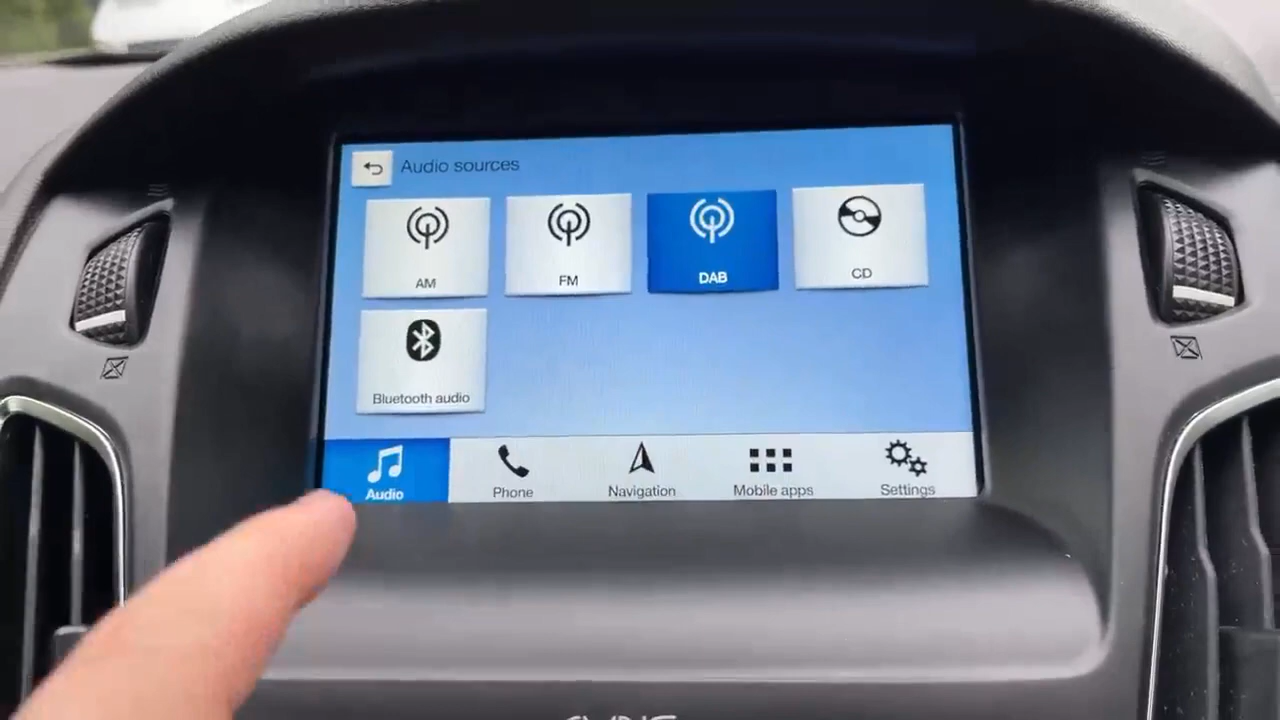 Audio sources
AM
FM
DAB
CD
Bluetooth audio
Audio
Phone
Navigation
Mobile apps
Settings